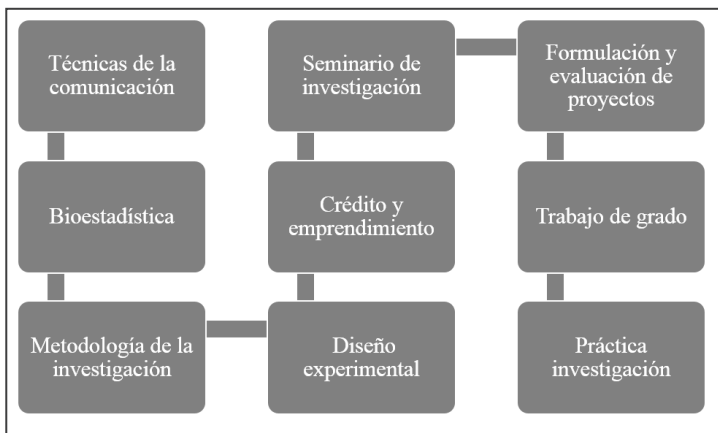 Técnicas de la
comunicación
Bioestadística
Metodología de la
investigación
Diseño
experimental
Crédito y
emprendimiento
Seminario de
investigación
Formulación y
evaluación de
proyectos
Trabajo de grado
Práctica
investigación